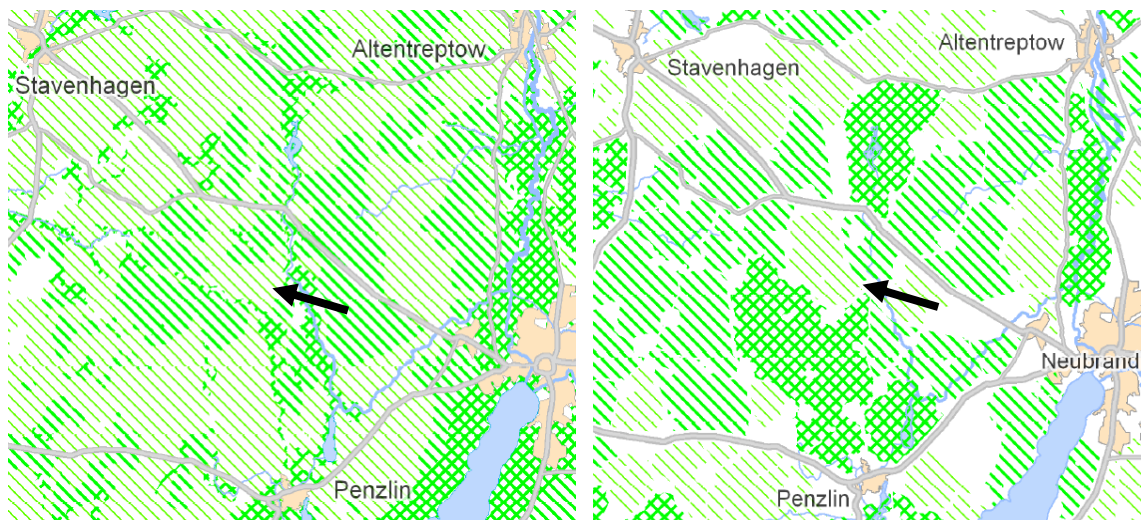 Altentreptow
Stavenhagen
Penzlin
Altentreptow
Stavenhagen
Neubrand
Penzlin